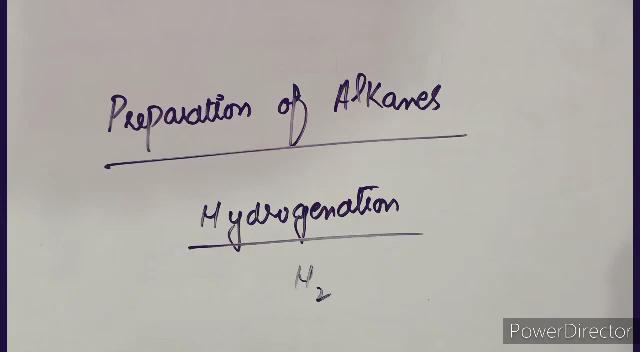 Preparation of Alkanes
Hydrogenation
H₂
PowerDirector